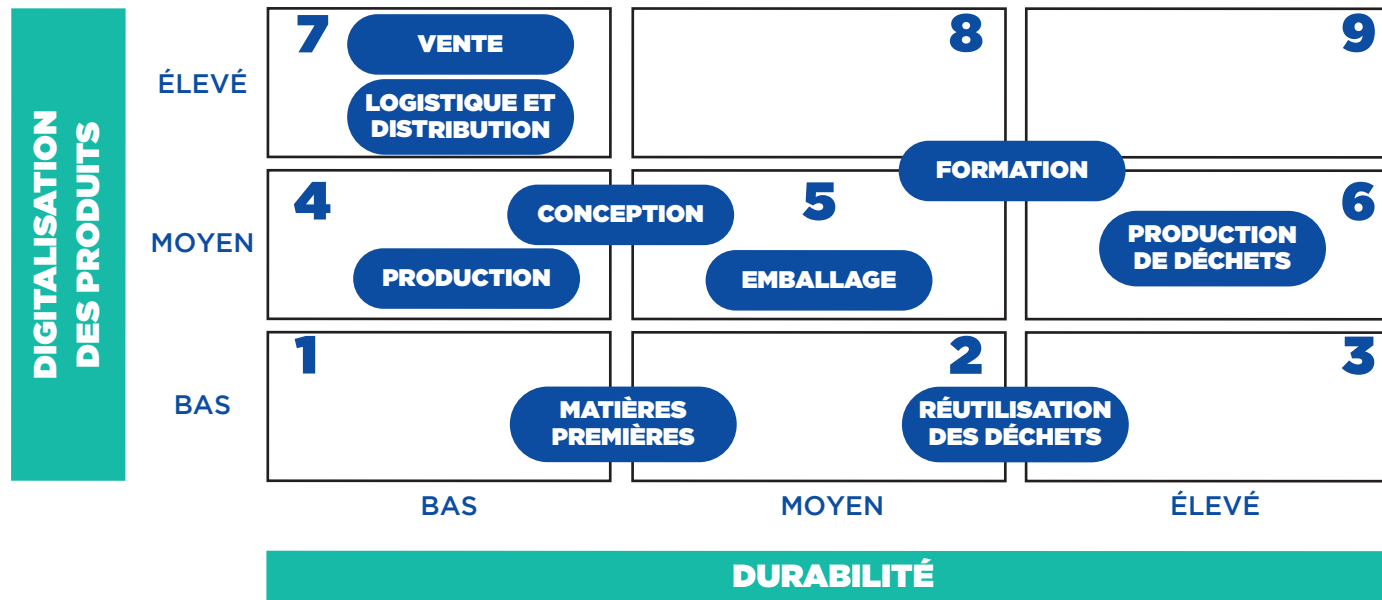 DIGITALISATION
DES PRODUITS
ÉLEVÉ
7
VENTE
LOGISTIQUE ET
DISTRIBUTION
8
9
FORMATION
MOYEN
4
CONCEPTION
PRODUCTION
5
EMBALLAGE
6
PRODUCTION
DE DÉCHETS
BAS
1
MATIÈRES
PREMIÈRES
2
RÉUTILISATION
DES DÉCHETS
3
BAS
MOYEN
ÉLEVÉ
DURABILITÉ